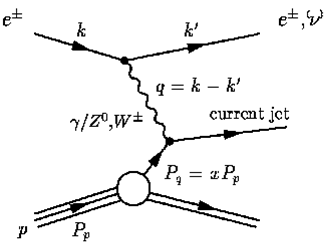 e±
k
k′
e±, (ν)
q = k − k′
γ/Z⁰,W±
current jet
P_q = xP_p
p
P_p